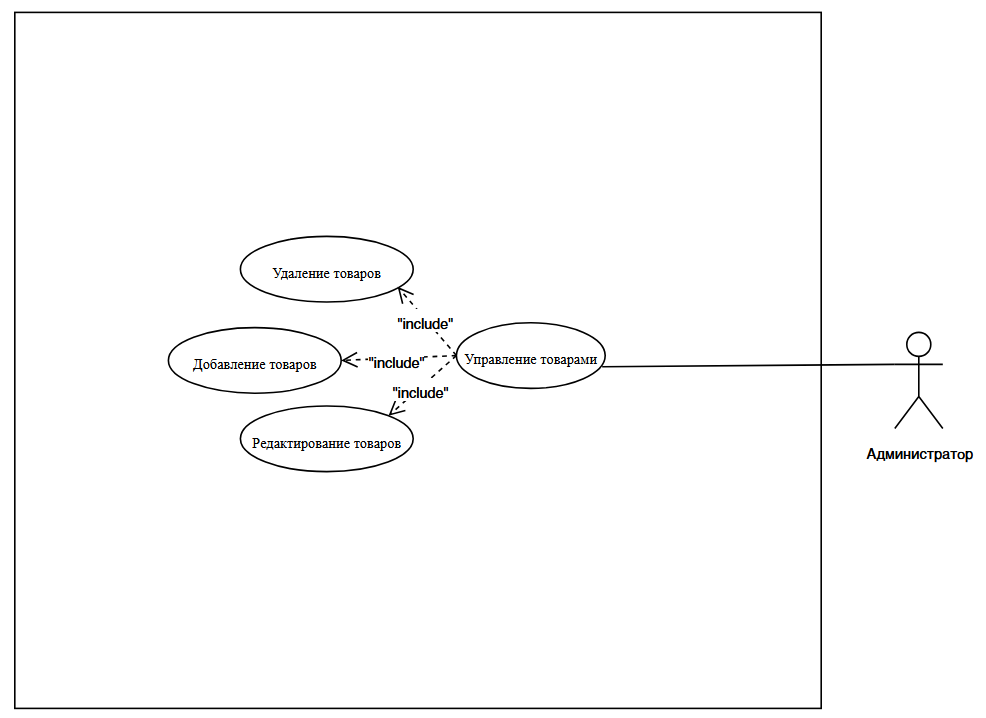 Удаление товаров
"include"
Управление товарами
"include"
Добавление товаров
"include"
Редактирование товаров
Администратор